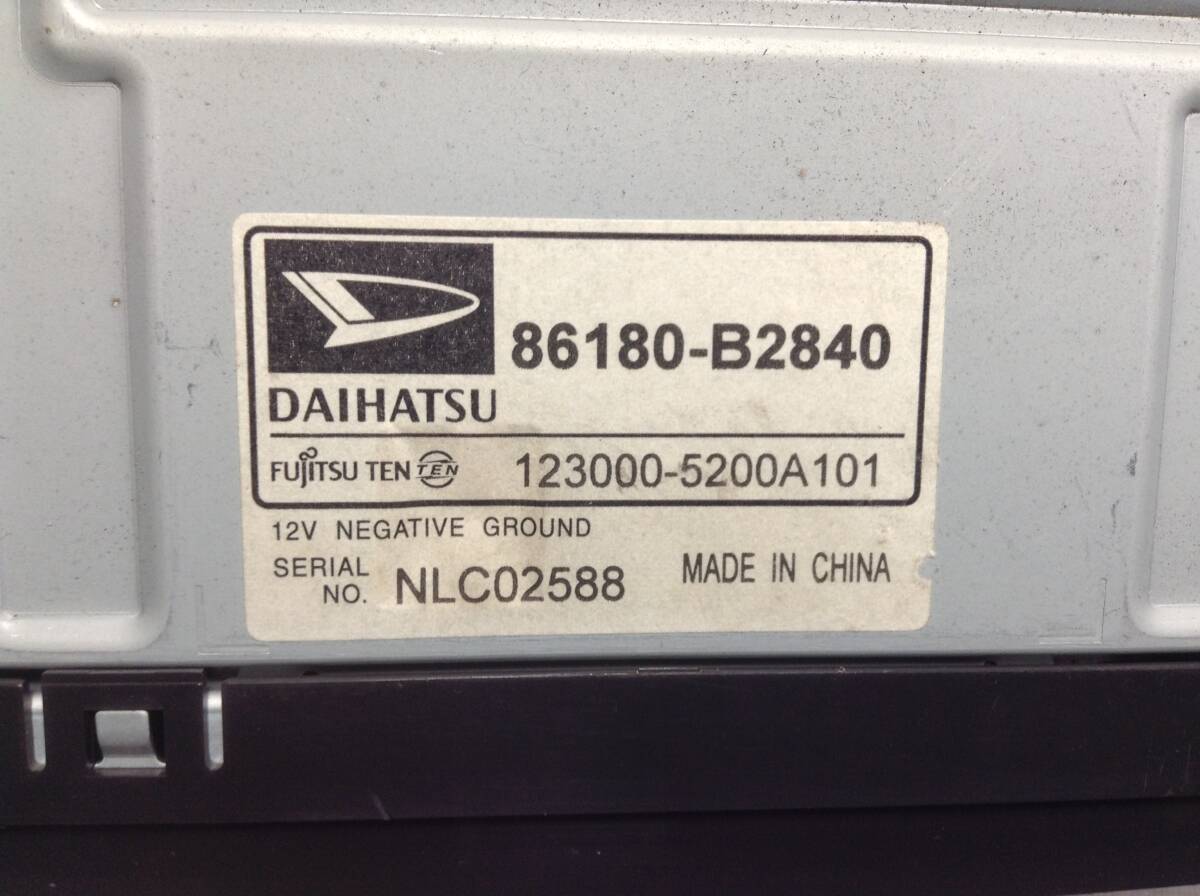 86180-B2840
DAIHATSU
FUJITSU TEN TEN 123000-5200A101
12V NEGATIVE GROUND
SERIAL NO. NLC02588 MADE IN CHINA